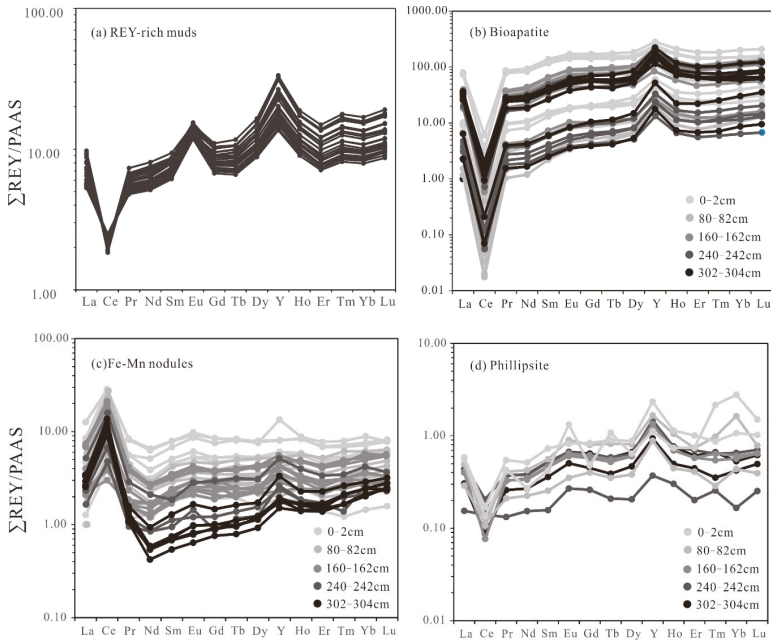 100.00
(a) REY-rich muds
10.00
1.00
ΣREY/PAAS
La Ce Pr Nd Sm Eu Gd Tb Dy Y Ho Er Tm Yb Lu
1000.00
(b) Bioapatite
100.00
10.00
1.00
0.10
0.01
0-2cm
80-82cm
160-162cm
240-242cm
302-304cm
La Ce Pr Nd Sm Eu Gd Tb Dy Y Ho Er Tm Yb Lu
100.00
(c)Fe-Mn nodules
10.00
1.00
0.10
ΣREY/PAAS
0-2cm
80-82cm
160-162cm
240-242cm
302-304cm
La Ce Pr Nd Sm Eu Gd Tb Dy Y Ho Er Tm Yb Lu
10.00
(d) Phillipsite
1.00
0.10
0.01
0-2cm
80-82cm
160-162cm
240-242cm
302-304cm
La Ce Pr Nd Sm Eu Gd Tb Dy Y Ho Er Tm Yb Lu